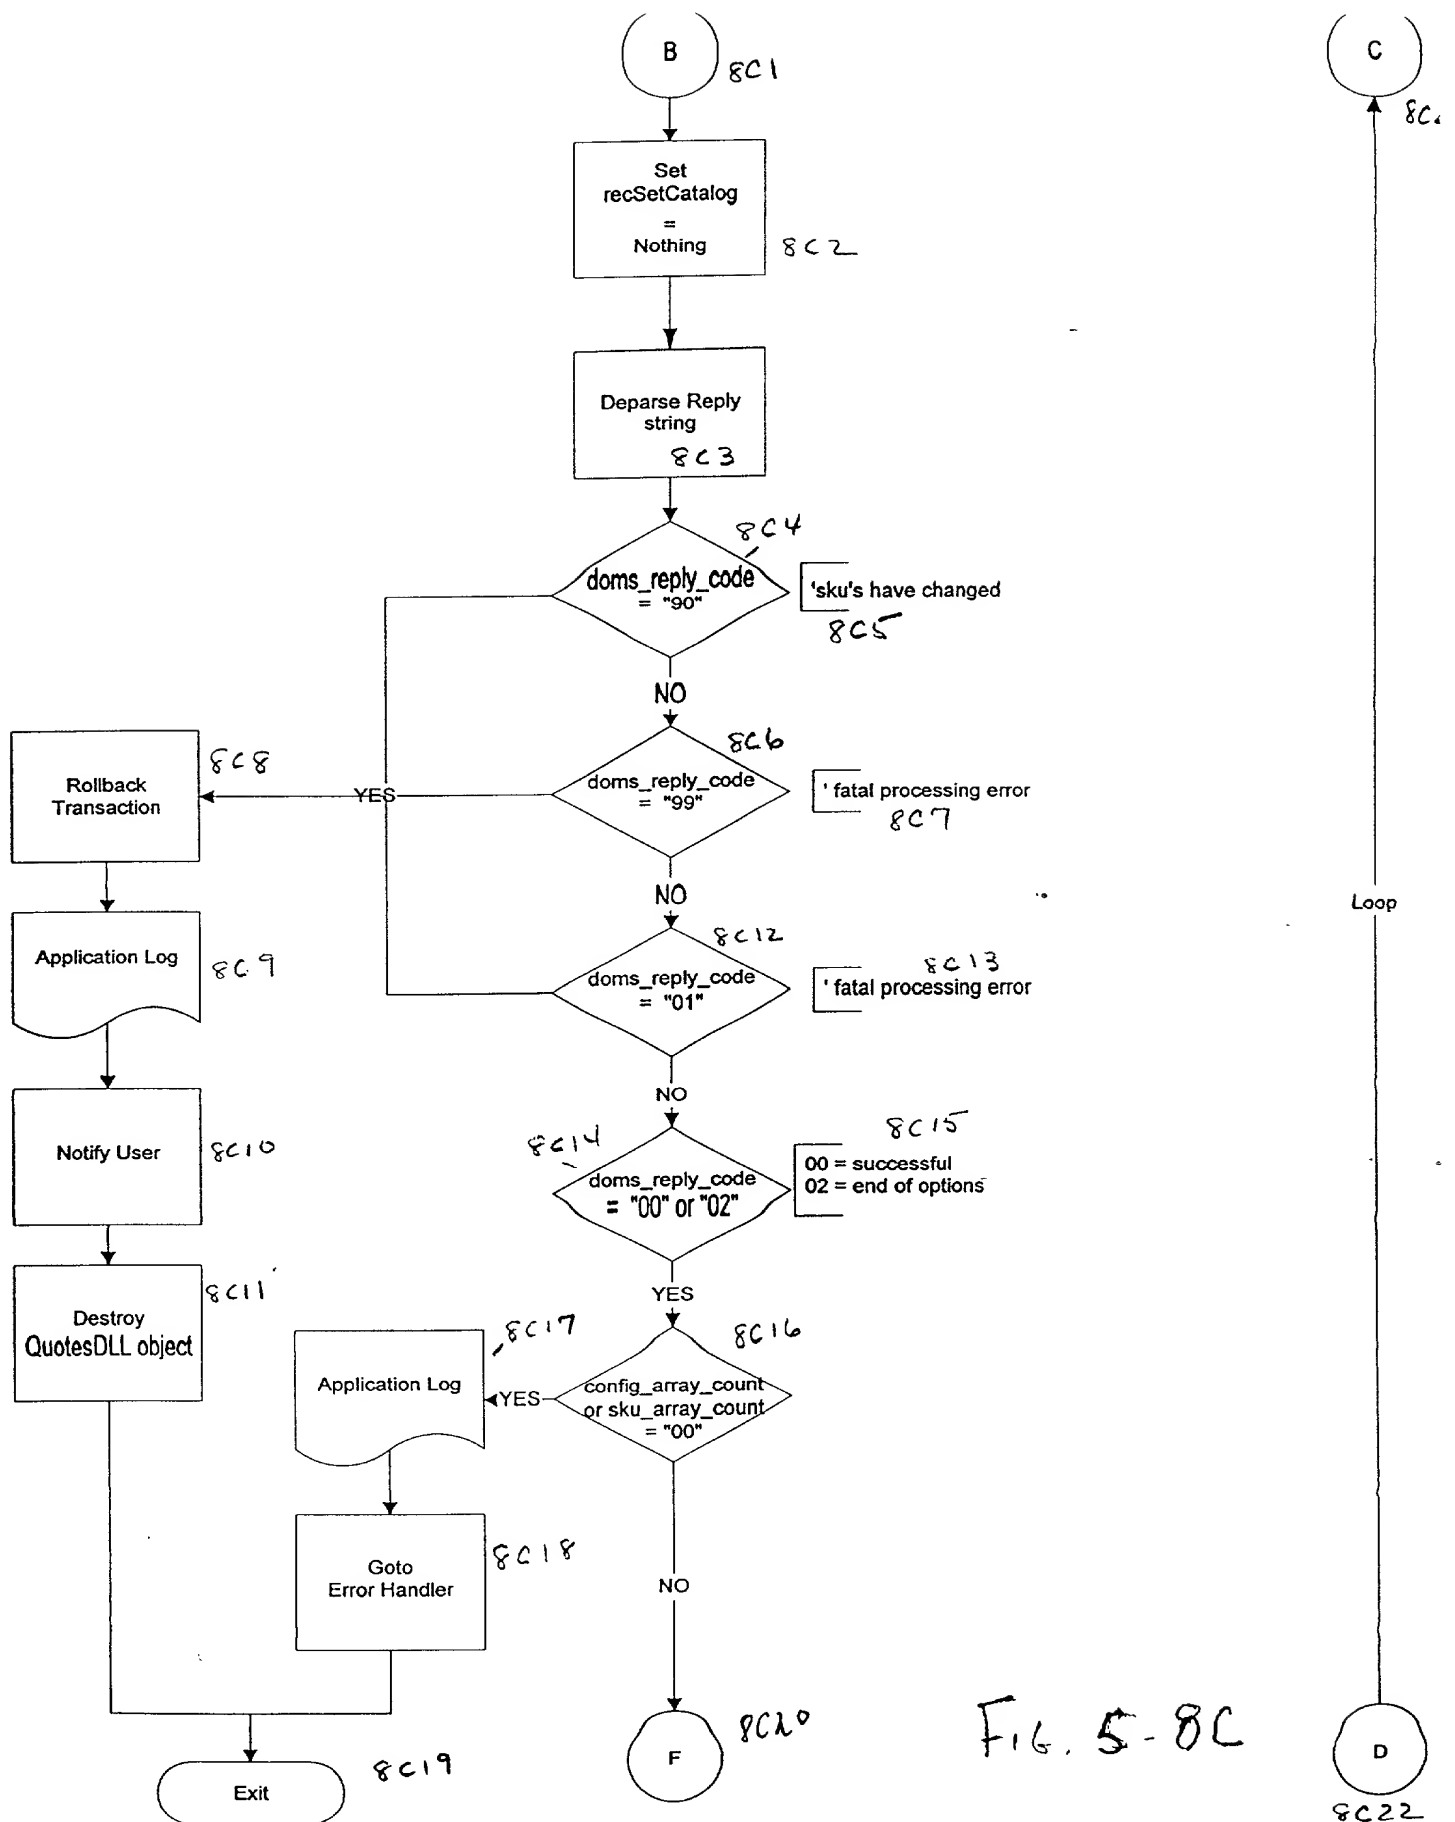 B
8C1
C
Set
recSetCatalog
=
Nothing
8C2
Deparse Reply
string
8C3
8C4
doms_reply_code
= "90"
'sku's have changed
8C5
NO
8C6
doms_reply_code
= "99"
' fatal processing error
8C7
YES
Rollback
Transaction
8C8
NO
Loop
Application Log
8C9
8C12
doms_reply_code
= "01"
8C13
' fatal processing error
NO
Notify User
8C10
8C14
doms_reply_code
= "00" or "02"
8C15
00 = successful
02 = end of options
YES
Destroy
QuotesDLL object
8C11
8C17
Application Log
YES
8C16
config_array_count
or sku_array_count
= "00"
Goto
Error Handler
8C18
NO
F
8C20
FIG. 5-8C
D
8C22
Exit
8C19